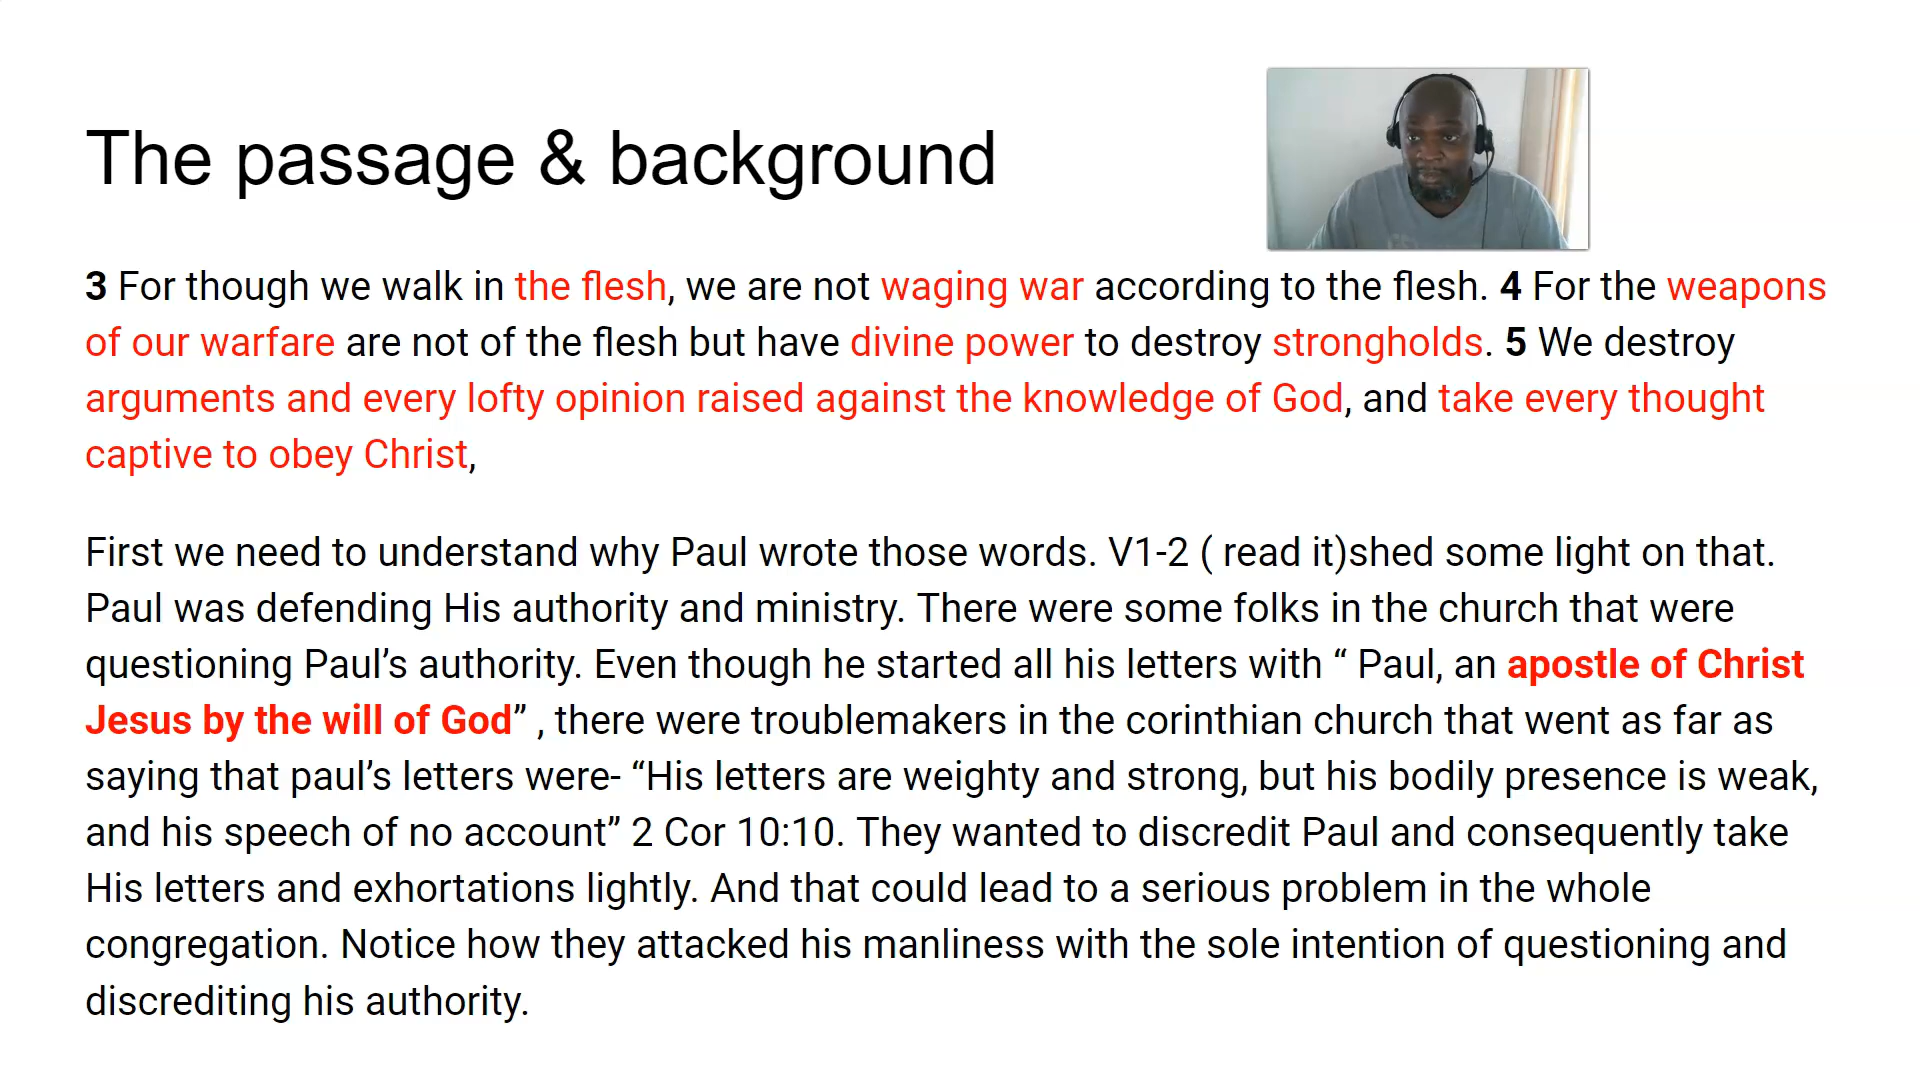 The passage & background
3 For though we walk in the flesh, we are not waging war according to the flesh. 4 For the weapons
of our warfare are not of the flesh but have divine power to destroy strongholds. 5 We destroy
arguments and every lofty opinion raised against the knowledge of God, and take every thought
captive to obey Christ,
First we need to understand why Paul wrote those words. V1-2 ( read it)shed some light on that.
Paul was defending His authority and ministry. There were some folks in the church that were
questioning Paul’s authority. Even though he started all his letters with “ Paul, an apostle of Christ
Jesus by the will of God” , there were troublemakers in the corinthian church that went as far as
saying that paul’s letters were- “His letters are weighty and strong, but his bodily presence is weak,
and his speech of no account” 2 Cor 10:10. They wanted to discredit Paul and consequently take
His letters and exhortations lightly. And that could lead to a serious problem in the whole
congregation. Notice how they attacked his manliness with the sole intention of questioning and
discrediting his authority.